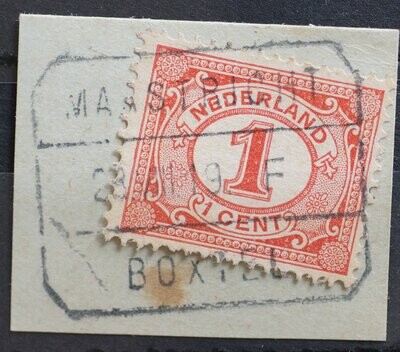 MAASTRICHT
NEDERLAND
1
F
1 CENT
BOXTEL